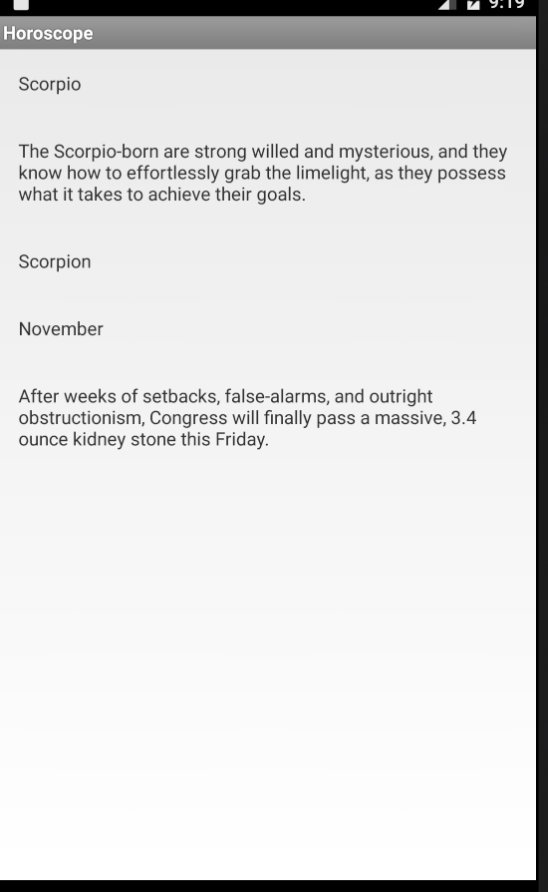 9:19
Horoscope
Scorpio
The Scorpio-born are strong willed and mysterious, and they
know how to effortlessly grab the limelight, as they possess
what it takes to achieve their goals.
Scorpion
November
After weeks of setbacks, false-alarms, and outright
obstructionism, Congress will finally pass a massive, 3.4
ounce kidney stone this Friday.